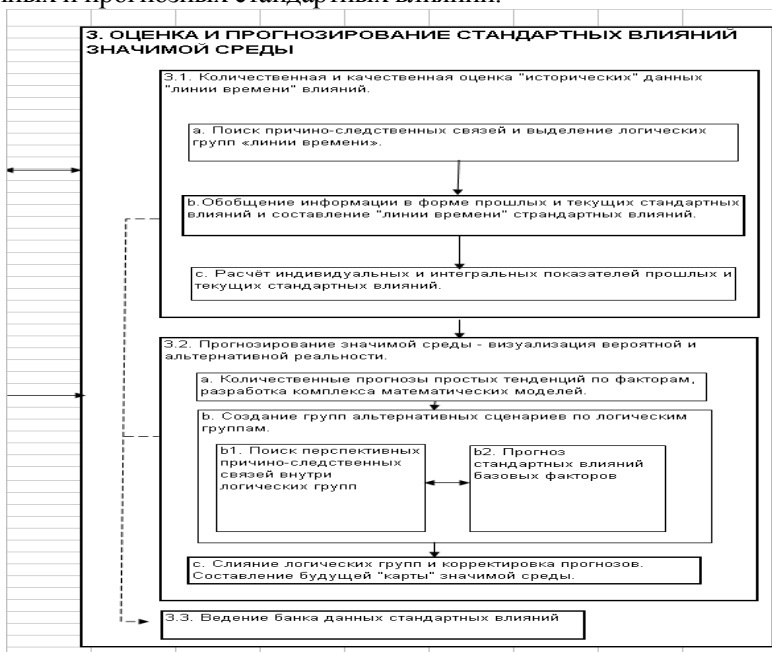 нных и прогнозных стандартных влияний.
3. ОЦЕНКА И ПРОГНОЗИРОВАНИЕ СТАНДАРТНЫХ ВЛИЯНИЙ
ЗНАЧИМОЙ СРЕДЫ
3.1. Количественная и качественная оценка "исторических" данных
"линии времени" влияний.
a. Поиск причино-следственных связей и выделение логических
групп «линии времени».
b.Обобщение информации в форме прошлых и текущих стандартных
влияний и составление "линии времени" страндартных влияний.
c. Расчёт индивидуальных и интегральных показателей прошлых и
текущих стандартных влияний.
3.2. Прогнозирование значимой среды - визуализация вероятной и
альтернативной реальности.
a. Количественные прогнозы простых тенденций по факторам,
разработка комплекса математических моделей.
b. Создание групп альтернативных сценариев по логическим
группам.
b1. Поиск перспективных
причино-следственных
связей внутри
логических групп
b2. Прогноз
стандартных влияний
базовых факторов
c. Слияние логических групп и корректировка прогнозов.
Составление будущей "карты" значимой среды.
3.3. Ведение банка данных стандартных влияний